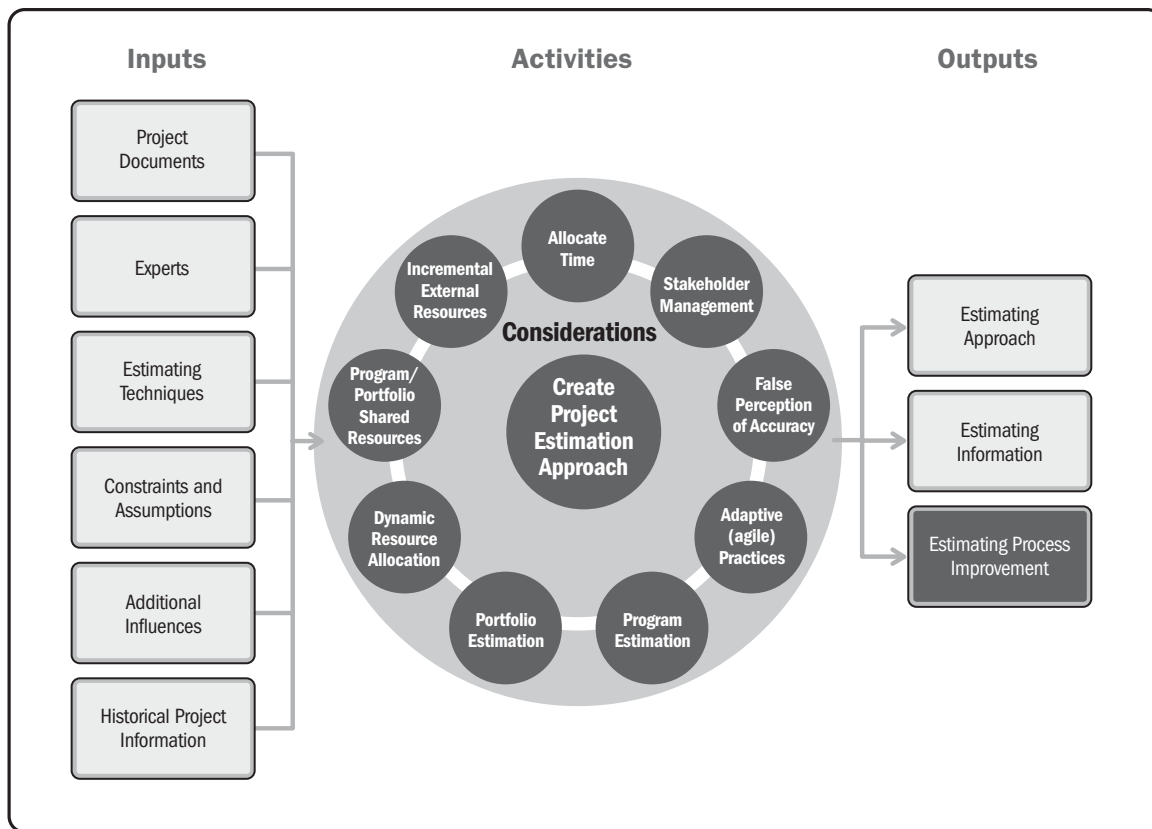 Inputs
Activities
Outputs
Project
Documents
Experts
Estimating
Techniques
Constraints and
Assumptions
Additional
Influences
Historical Project
Information
Allocate
Time
Stakeholder
Management
False
Perception
of Accuracy
Adaptive
(agile)
Practices
Program
Estimation
Portfolio
Estimation
Dynamic
Resource
Allocation
Program/
Portfolio
Shared
Resources
Incremental
External
Resources
Considerations
Create
Project
Estimation
Approach
Estimating
Approach
Estimating
Information
Estimating Process
Improvement